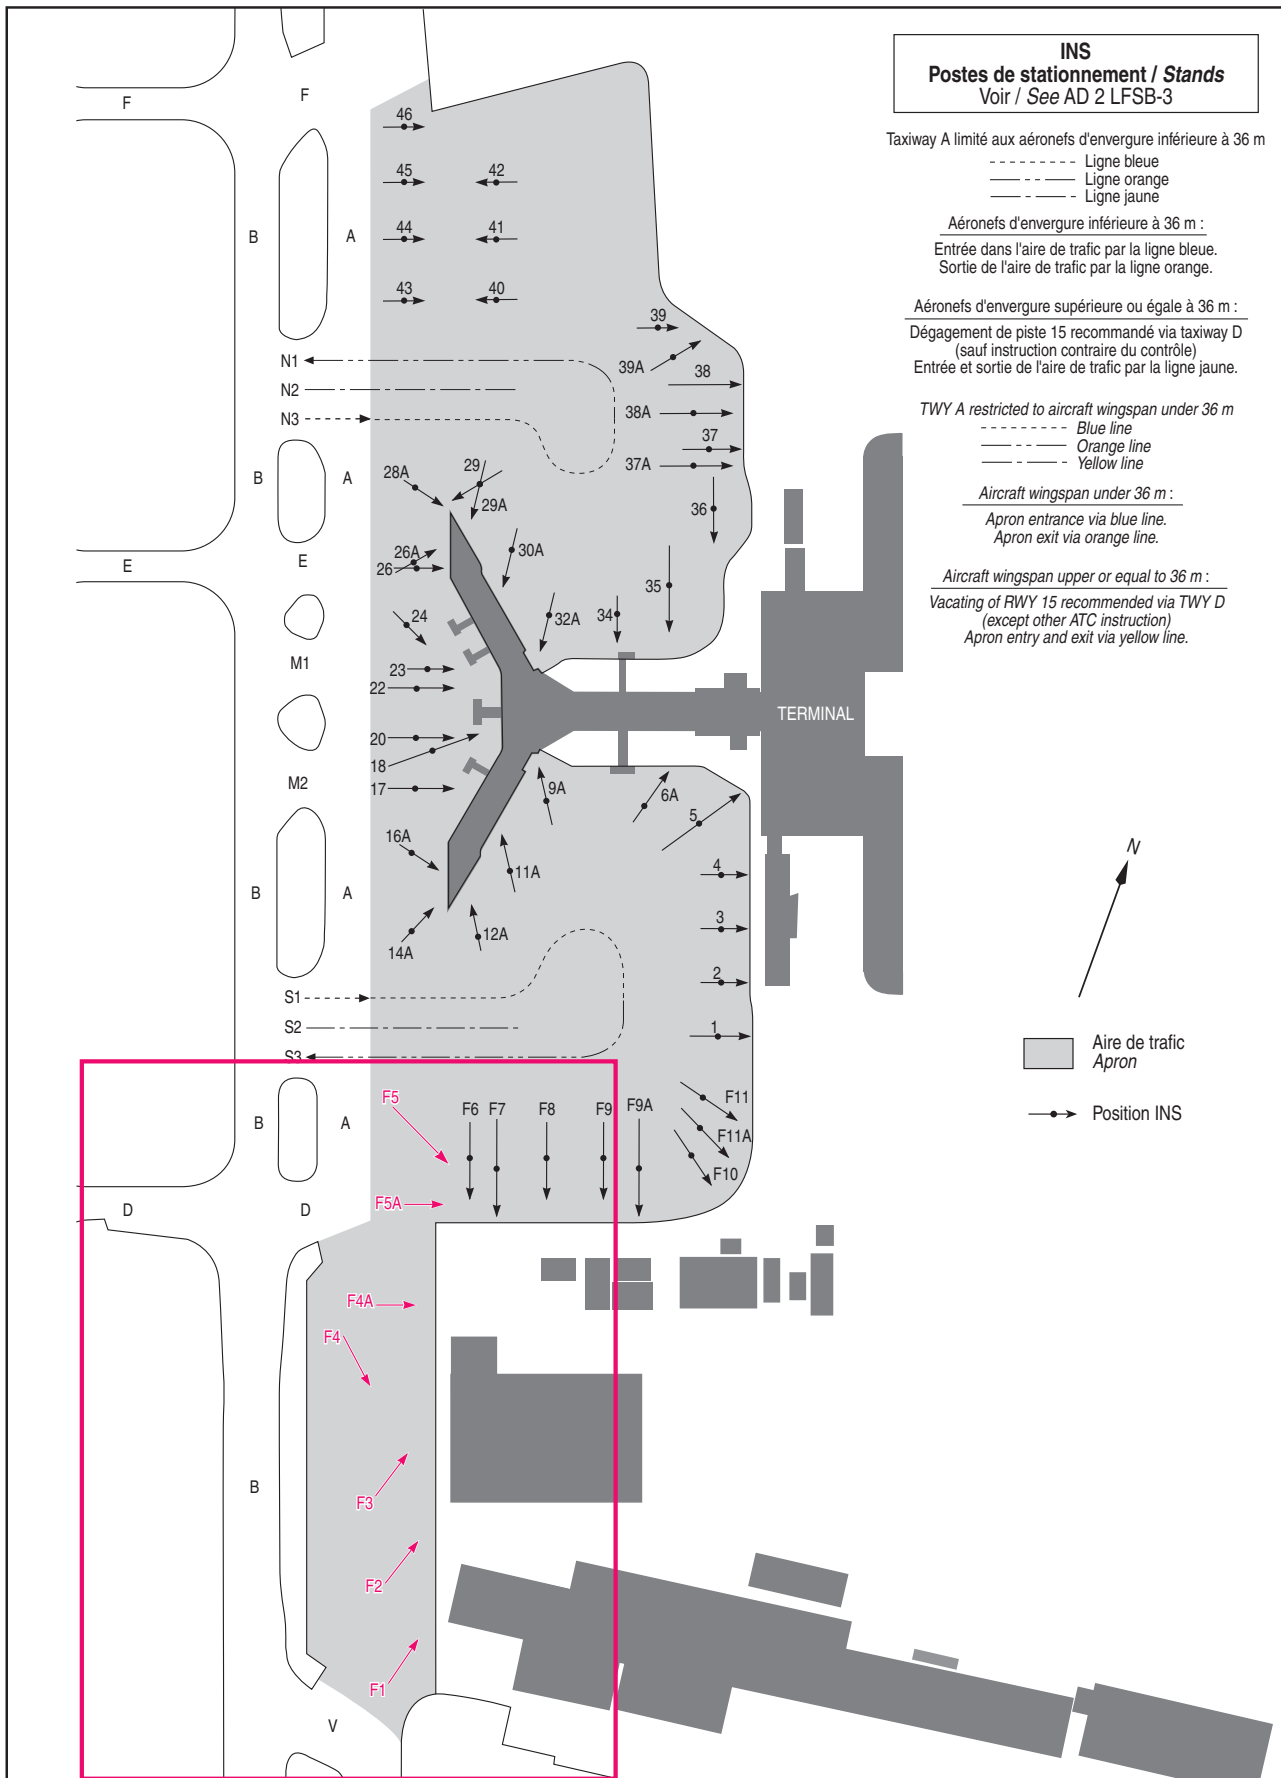 INS
Postes de stationnement / Stands
Voir / See AD 2 LFSB-3
Taxiway A limité aux aéronefs d'envergure inférieure à 36 m
Ligne bleue
Ligne orange
Ligne jaune
Aéronefs d'envergure inférieure à 36 m :
Entrée dans l'aire de trafic par la ligne bleue.
Sortie de l'aire de trafic par la ligne orange.
Aéronefs d'envergure supérieure ou égale à 36 m :
Dégagement de piste 15 recommandé via taxiway D
(sauf instruction contraire du contrôle)
Entrée et sortie de l'aire de trafic par la ligne jaune.
TWY A restricted to aircraft wingspan under 36 m
Blue line
Orange line
Yellow line
Aircraft wingspan under 36 m :
Apron entrance via blue line.
Apron exit via orange line.
Aircraft wingspan upper or equal to 36 m :
Vacating of RWY 15 recommended via TWY D
(except other ATC instruction)
Apron entry and exit via yellow line.
F
F
46
45
42
B
A
44
41
43
40
39
N1
39A
38
N2
38A
N3
37
37A
B
A
28A
29
29A
36
30A
E
E
26A
26
35
24
32A
34
M1
23
22
TERMINAL
20
18
M2
17
9A
6A
5
16A
11A
4
B
A
14A
12A
3
2
S1
S2
1
S3
N
Aire de trafic
Apron
Position INS
F5
F6
F7
F8
F9
F9A
F11
B
A
F11A
F10
D
D
F5A
F4A
F4
B
F3
F2
F1
V